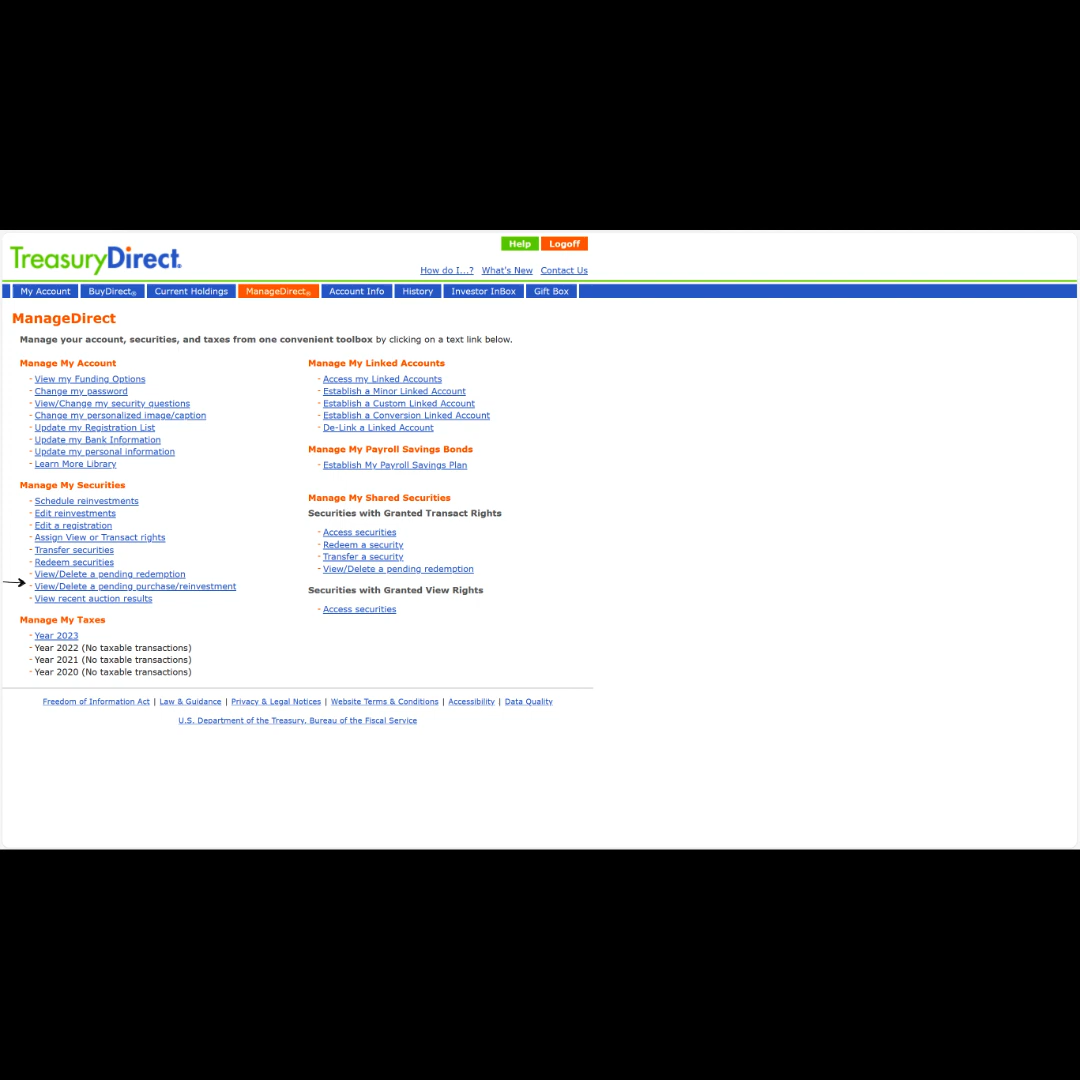 Help Logoff
TreasuryDirect®
How do I...? What's New Contact Us
My Account BuyDirect® Current Holdings ManageDirect® Account Info History Investor InBox Gift Box
ManageDirect
Manage your account, securities, and taxes from one convenient toolbox by clicking on a text link below.
Manage My Account
- View my Funding Options
- Change my password
- View/Change my security questions
- Change my personalized image/caption
- Update my Registration List
- Update my Bank Information
- Update my personal information
- Learn More Library
Manage My Securities
- Schedule reinvestments
- Edit reinvestments
- Edit a registration
- Assign View or Transact rights
- Transfer securities
- Redeem securities
- View/Delete a pending redemption
- View/Delete a pending purchase/reinvestment
- View recent auction results
Manage My Taxes
- Year 2023
- Year 2022 (No taxable transactions)
- Year 2021 (No taxable transactions)
- Year 2020 (No taxable transactions)
Manage My Linked Accounts
- Access my Linked Accounts
- Establish a Minor Linked Account
- Establish a Custom Linked Account
- Establish a Conversion Linked Account
- De-Link a Linked Account
Manage My Payroll Savings Bonds
- Establish My Payroll Savings Plan
Manage My Shared Securities
Securities with Granted Transact Rights
- Access securities
- Redeem a security
- Transfer a security
- View/Delete a pending redemption
Securities with Granted View Rights
- Access securities
Freedom of Information Act | Law & Guidance | Privacy & Legal Notices | Website Terms & Conditions | Accessibility | Data Quality
U.S. Department of the Treasury, Bureau of the Fiscal Service